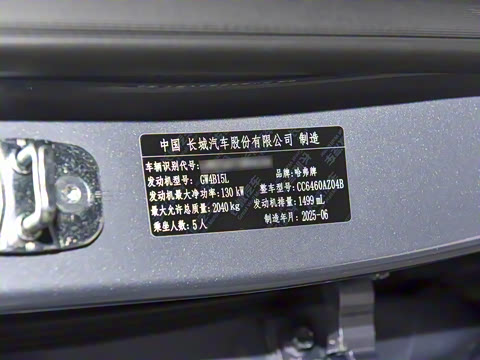 中国 长城汽车股份有限公司 制造
车辆识别代号: 品牌: 哈弗牌
发动机型号: GW4B15L 整车型号: CC6460AZ04B
发动机最大净功率: 130 kW 发动机排量: 1499 mL
最大允许总质量: 2040 kg 制造年月: 2025-06
乘坐人数: 5 人